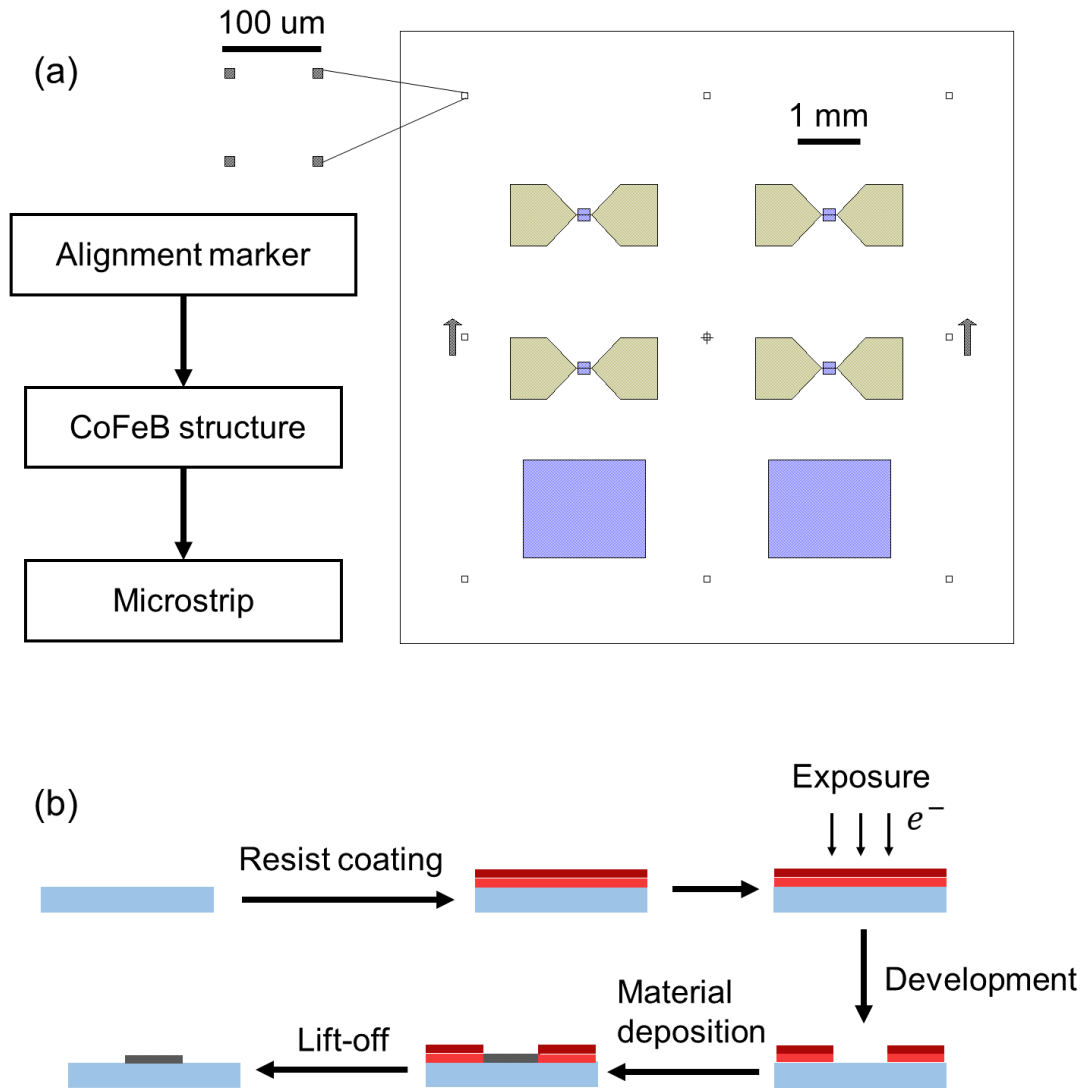 100 um
(a)
1 mm
Alignment marker
CoFeB structure
Microstrip
(b)
Exposure
e⁻
Resist coating
Development
Material
deposition
Lift-off